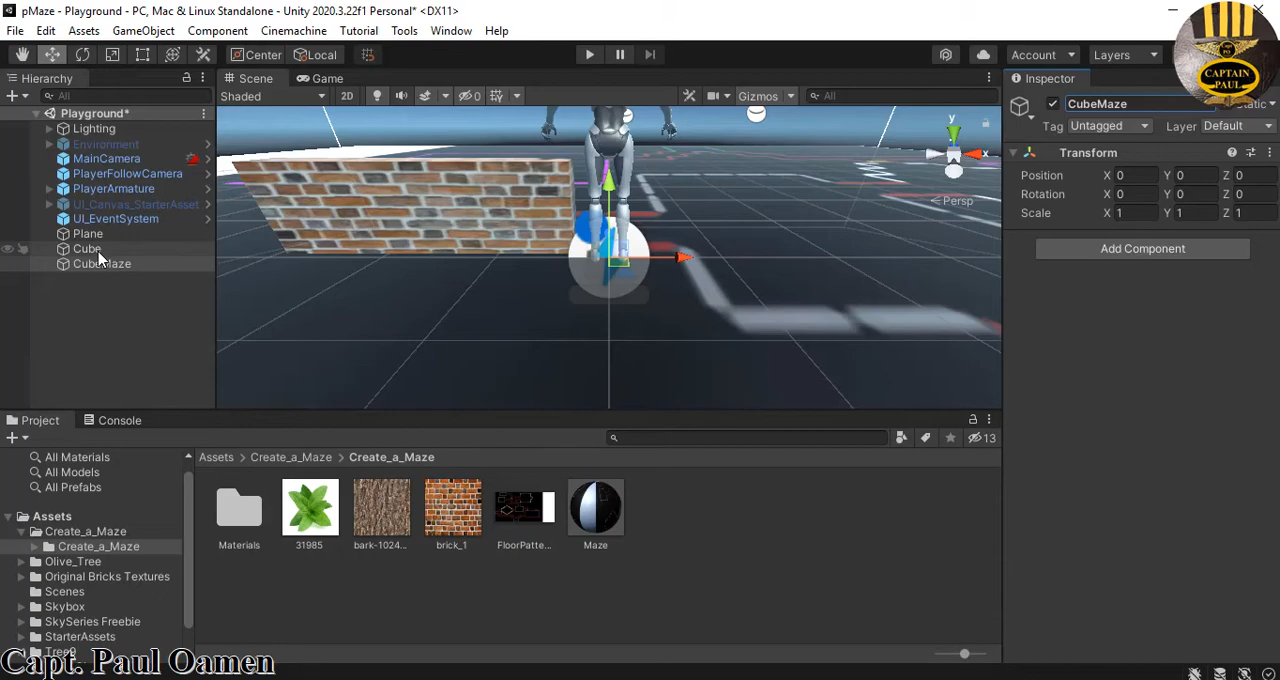 pMaze - Playground - PC, Mac & Linux Standalone - Unity 2020.3.22f1 Personal* <DX11>
File Edit Assets GameObject Component Cinemachine Tutorial Tools Window Help
Center Local Account Layers
CAPTAIN PAUL
Hierarchy Scene Game Inspector
All Shaded 2D 0 Gizmos All
CubeMaze Static
Playground*
Lighting
Environment
MainCamera
PlayerFollowCamera
PlayerArmature
UI_Canvas_StarterAsset
UI_EventSystem
Plane
Cube
CubeMaze
y
x
Persp
Tag Untagged Layer Default
Transform
Position X 0 Y 0 Z 0
Rotation X 0 Y 0 Z 0
Scale X 1 Y 1 Z 1
Add Component
Project Console
13
All Materials
All Models
All Prefabs
Assets
Create_a_Maze
Create_a_Maze
Olive_Tree
Original Bricks Textures
Scenes
Skybox
SkySeries Freebie
StarterAssets
Tree9
Assets Create_a_Maze Create_a_Maze
Materials 31985 bark-1024... brick_1 FloorPatte... Maze
Capt. Paul Oamen